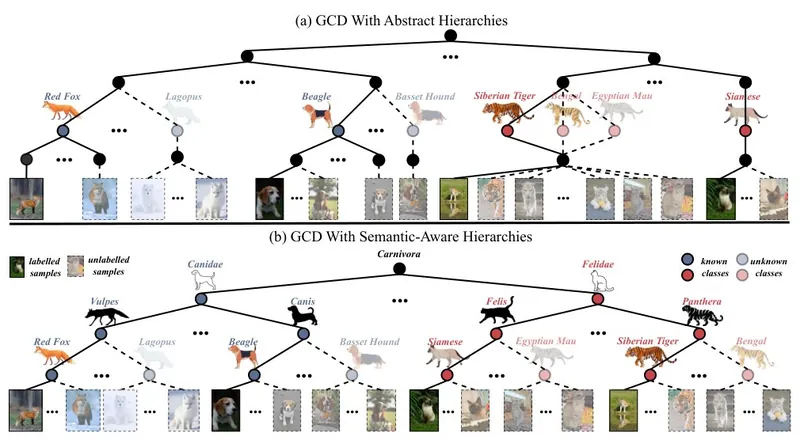 (a) GCD With Abstract Hierarchies
...
...
...
Red Fox
Lagopus
Beagle
Basset Hound
Siberian Tiger
Bengal
Egyptian Mau
Siamese
...
...
...
...
...
...
...
...
...
(b) GCD With Semantic-Aware Hierarchies
labelled
samples
unlabelled
samples
Carnivora
known
classes
unknown
classes
Canidae
Felidae
...
Vulpes
Canis
Felis
Panthera
...
...
Red Fox
Lagopus
Beagle
Basset Hound
Siamese
Egyptian Mau
Siberian Tiger
Bengal
...
...
...
...
...
...
...
...